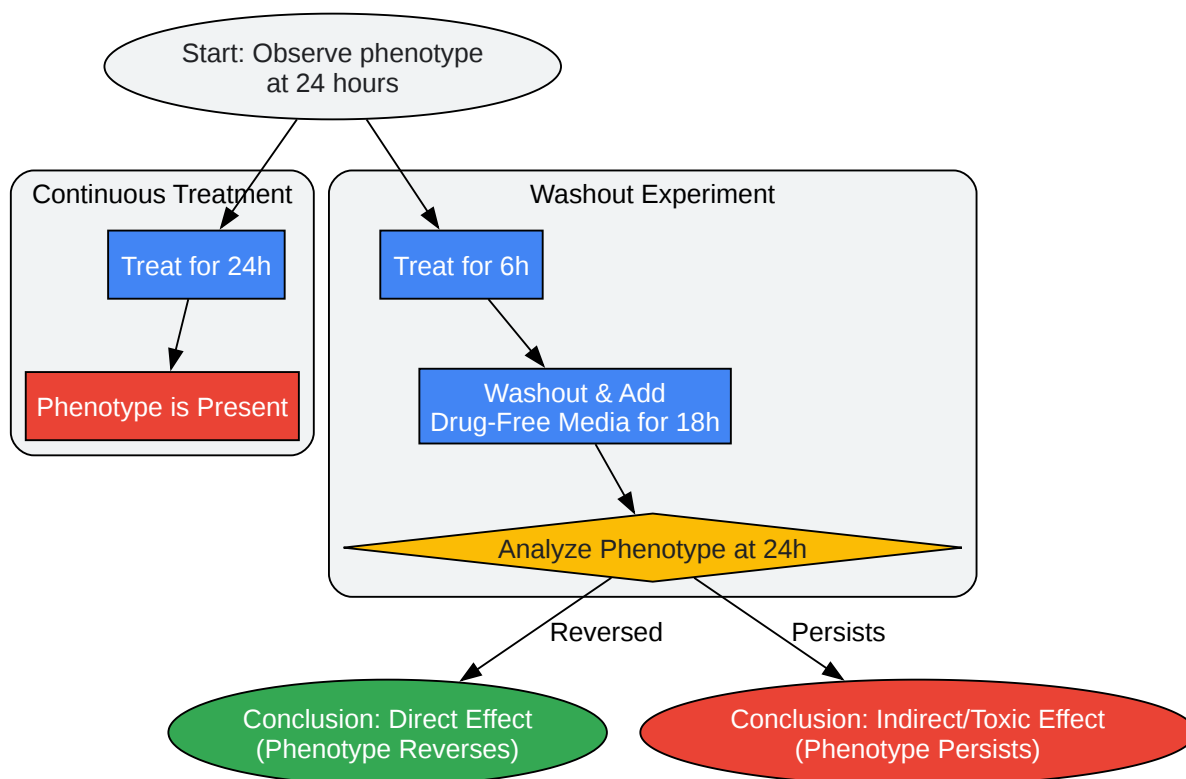 Start: Observe phenotype
at 24 hours
Continuous Treatment
Treat for 24h
Phenotype is Present
Washout Experiment
Treat for 6h
Washout & Add
Drug-Free Media for 18h
Analyze Phenotype at 24h
Reversed
Persists
Conclusion: Direct Effect
(Phenotype Reverses)
Conclusion: Indirect/Toxic Effect
(Phenotype Persists)